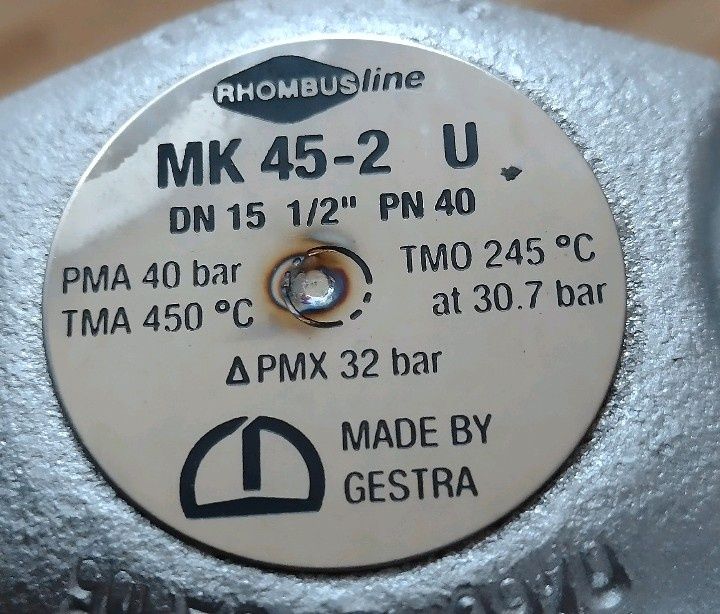 RHOMBUSline
MK 45-2 U
DN 15 1/2" PN 40
PMA 40 bar
TMA 450 °C
TMO 245 °C
at 30.7 bar
Δ PMX 32 bar
MADE BY
GESTRA